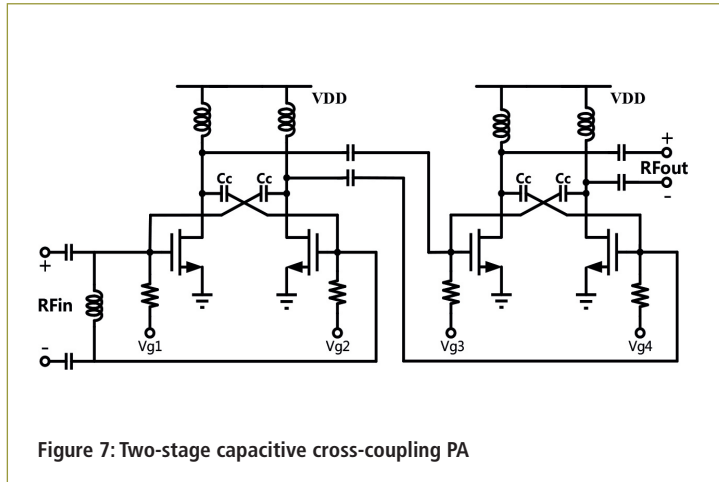 VDD
VDD
Cc Cc
Cc Cc
+
RFout
-
+
RFin
-
Vg1 Vg2 Vg3 Vg4
Figure 7: Two-stage capacitive cross-coupling PA